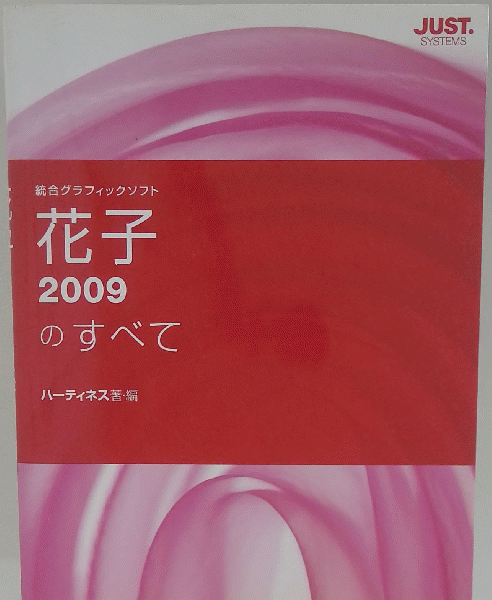 JUST.
SYSTEMS
統合グラフィックソフト
花子
2009
のすべて
ハーティネス著・編